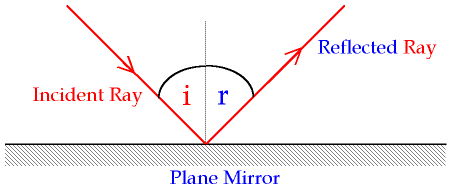 Reflected Ray
Incident Ray
i
r
Plane Mirror